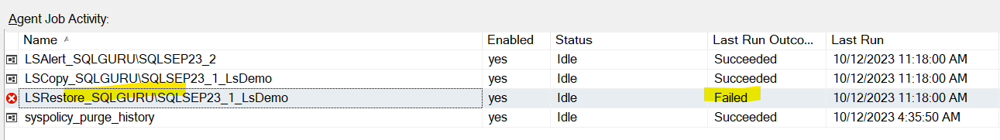 Agent Job Activity:
Name Enabled Status Last Run Outco... Last Run
LSAlert_SQLGURU\SQLSEP23_2 yes Idle Succeeded 10/12/2023 11:18:00 AM
LSCopy_SQLGURU\SQLSEP23_1_LsDemo yes Idle Succeeded 10/12/2023 11:18:00 AM
LSRestore_SQLGURU\SQLSEP23_1_LsDemo yes Idle Failed 10/12/2023 11:18:00 AM
syspolicy_purge_history yes Idle Succeeded 10/12/2023 4:35:50 AM